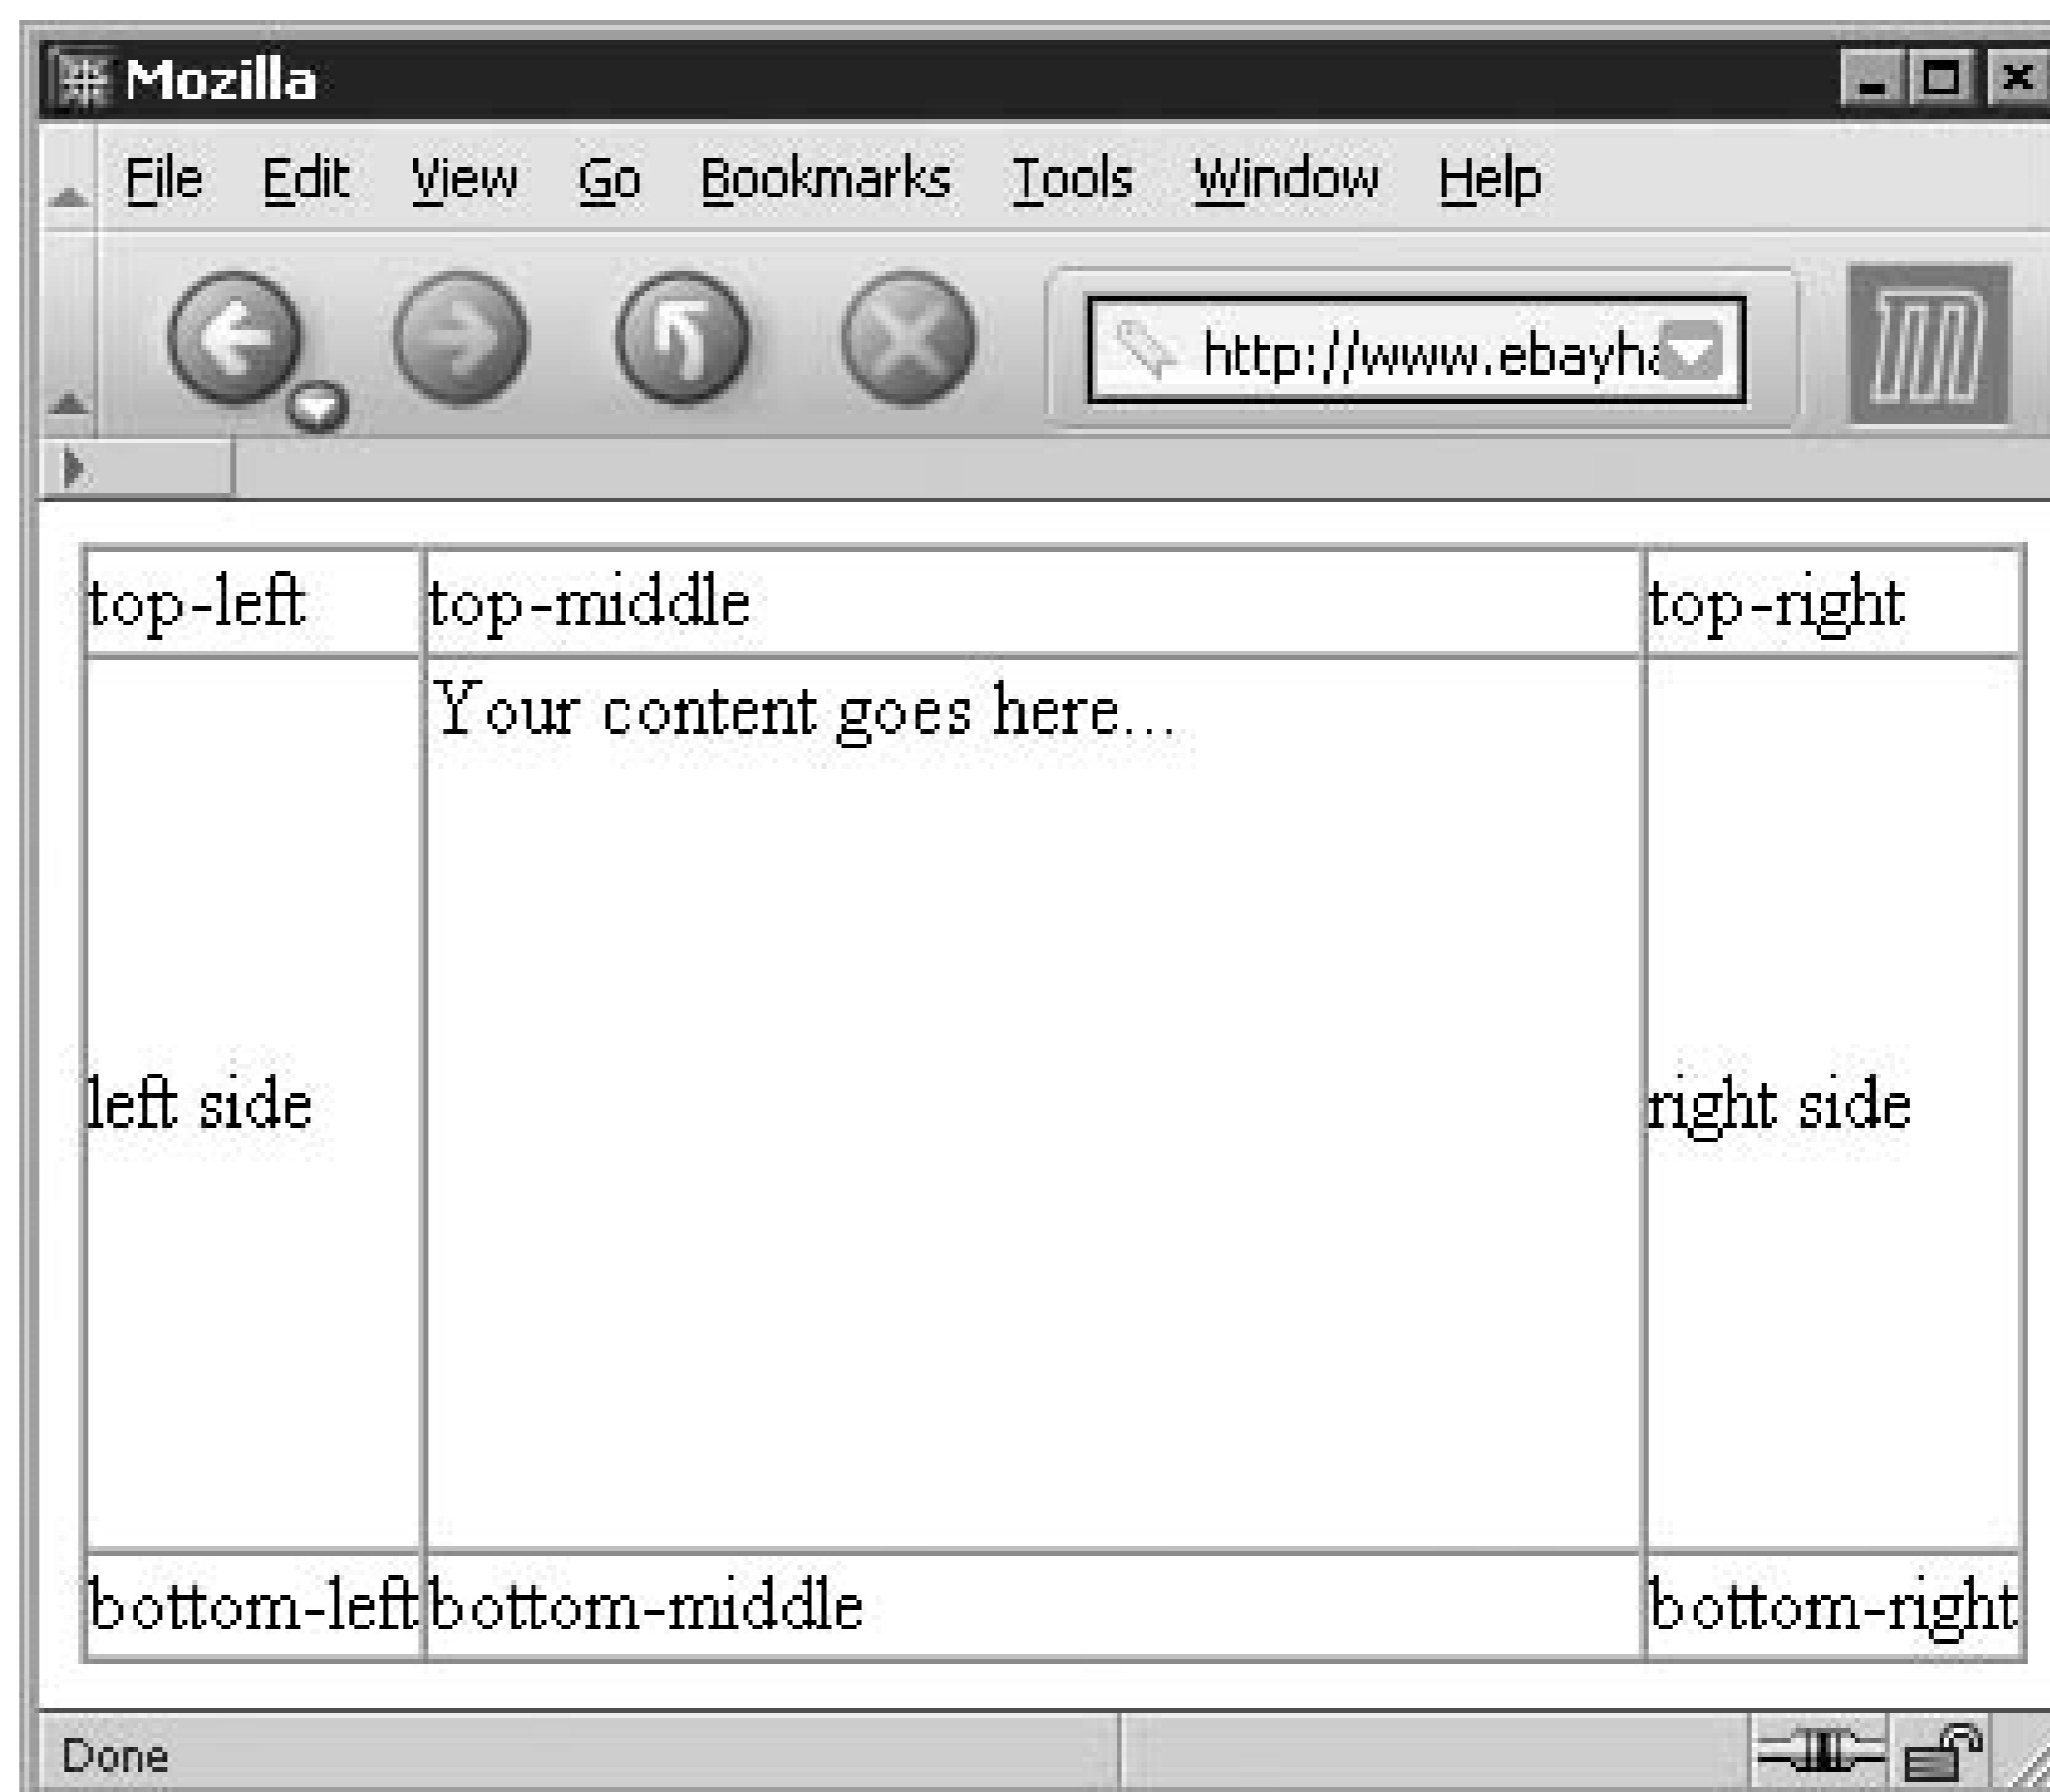 Mozilla
File Edit View Go Bookmarks Tools Window Help
http://www.ebayha
top-left top-middle top-right
Your content goes here...
left side right side
bottom-left bottom-middle bottom-right
Done